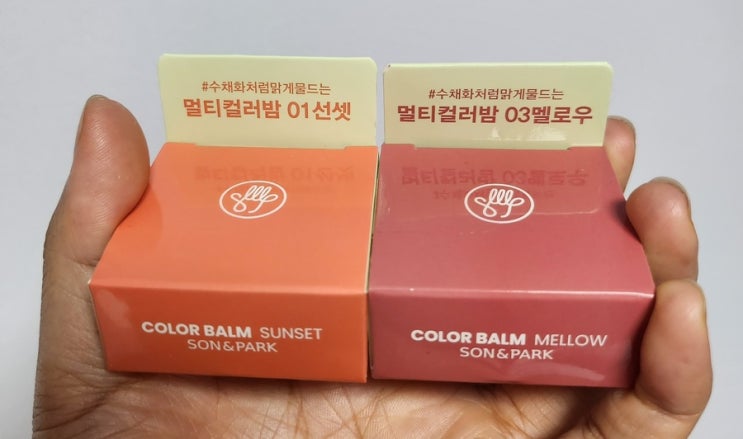 #수채화처럼맑게물드는
멀티컬러밤 01선셋
COLOR BALM SUNSET
SON&PARK
#수채화처럼맑게물드는
멀티컬러밤 03멜로우
COLOR BALM MELLOW
SON&PARK